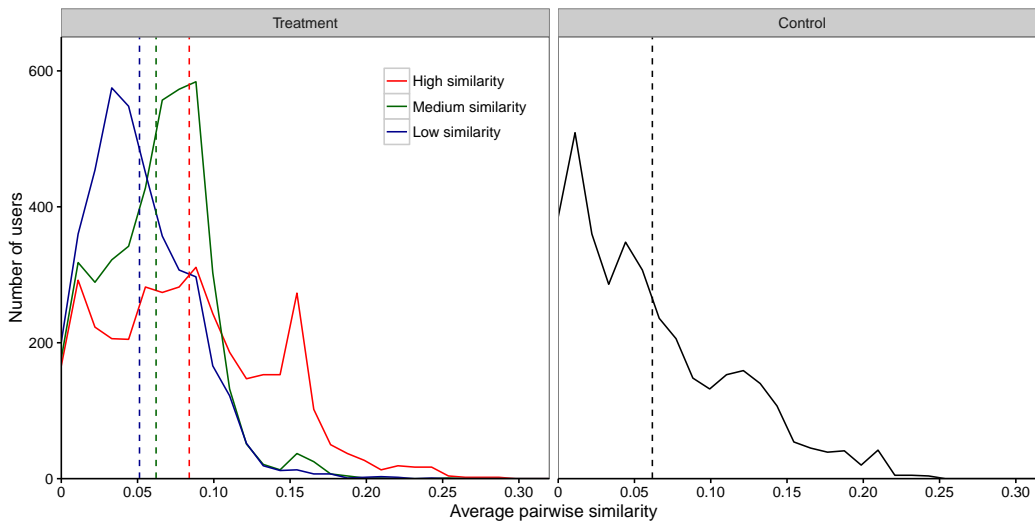 Treatment
Control
Number of users
600
400
200
0
High similarity
Medium similarity
Low similarity
0 0.05 0.10 0.15 0.20 0.25 0.30
0 0.05 0.10 0.15 0.20 0.25 0.30
Average pairwise similarity